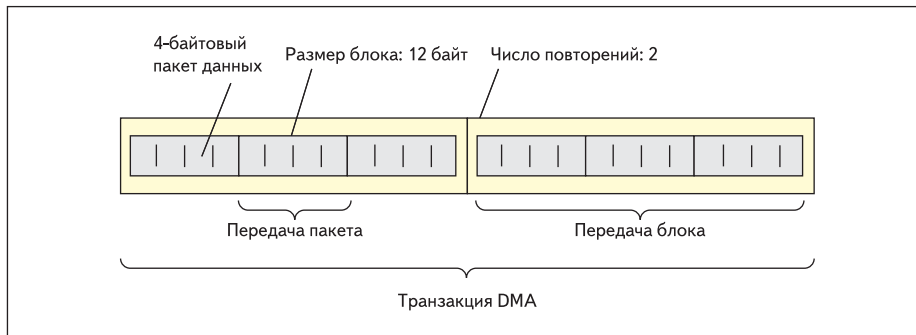 4-байтовый
пакет данных
Размер блока: 12 байт
Число повторений: 2
Передача пакета
Передача блока
Транзакция DMA